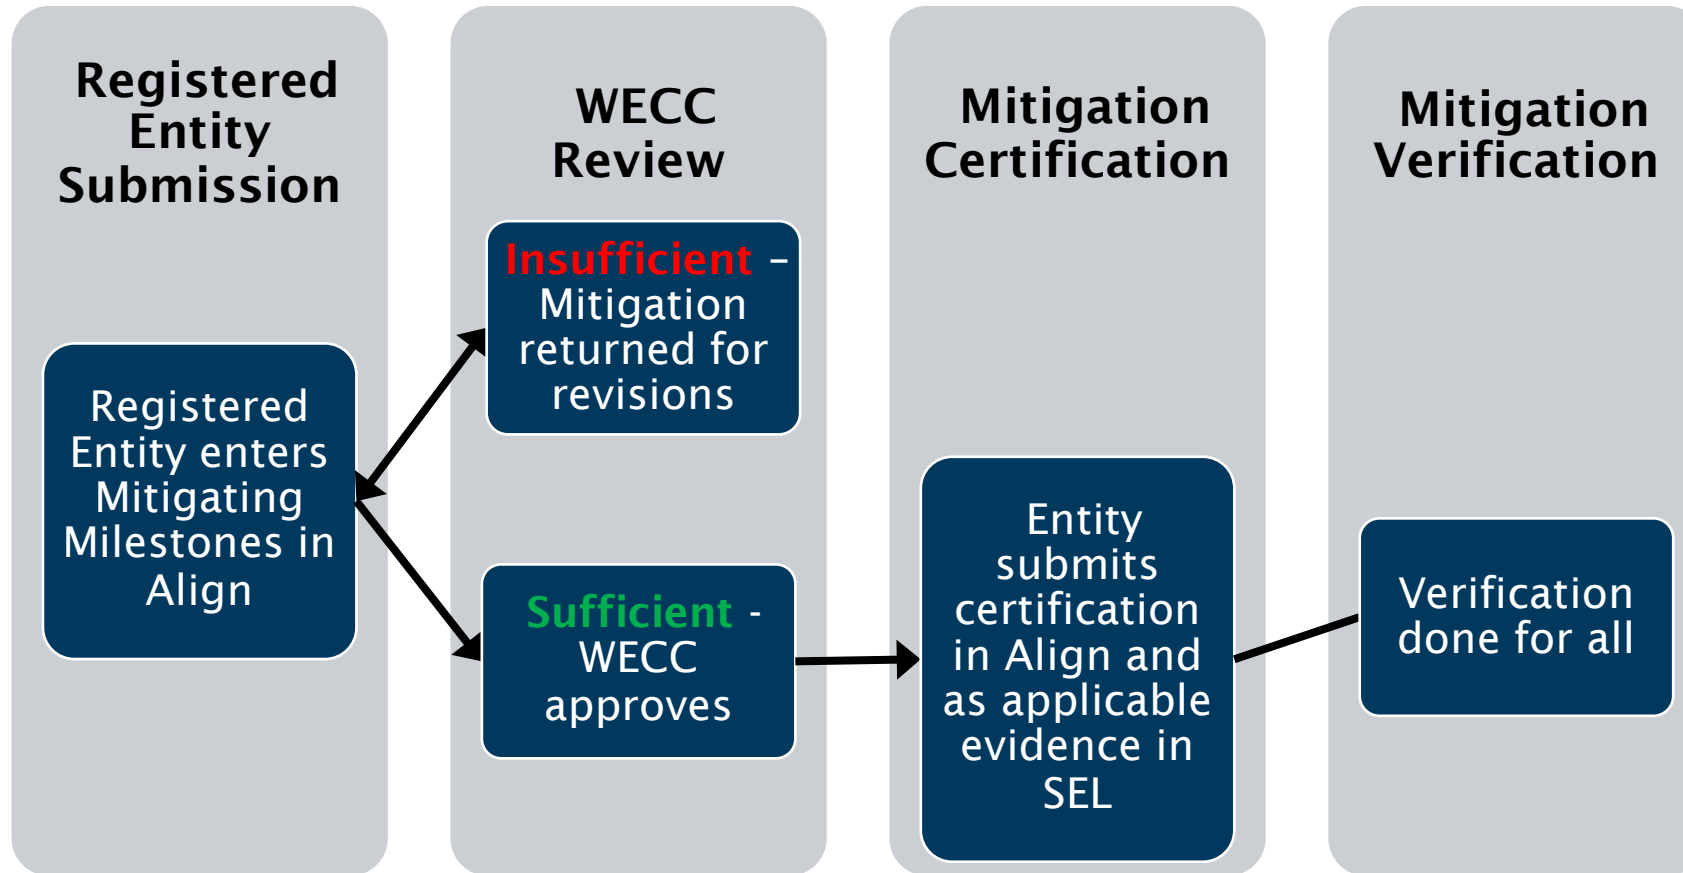 Registered
Entity
Submission
Registered
Entity enters
Mitigating
Milestones in
Align
WECC
Review
Insufficient –
Mitigation
returned for
revisions
Sufficient -
WECC
approves
Mitigation
Certification
Entity
submits
certification
in Align and
as applicable
evidence in
SEL
Mitigation
Verification
Verification
done for all